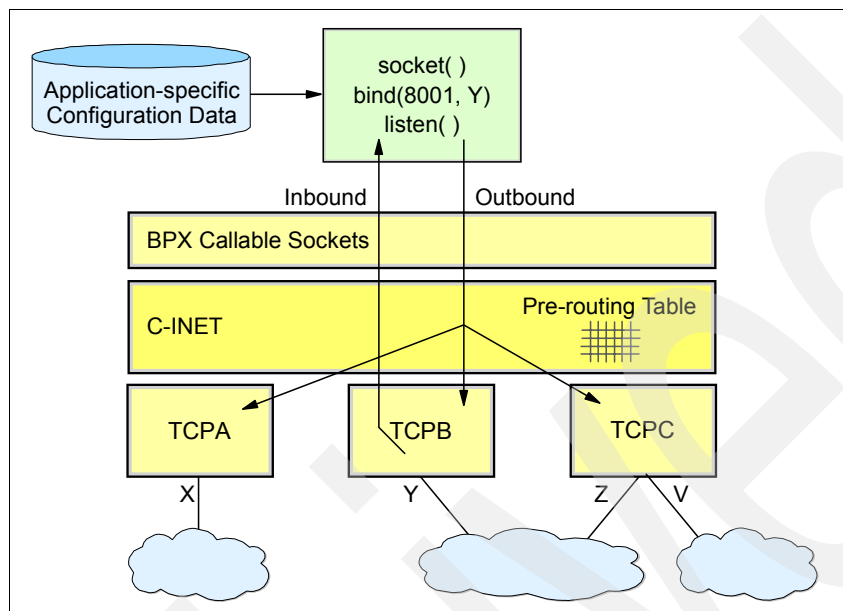 Application-specific
Configuration Data
socket( )
bind(8001, Y)
listen( )
Inbound
Outbound
BPX Callable Sockets
C-INET
Pre-routing Table
TCPA
TCPB
TCPC
X
Y
Z
V